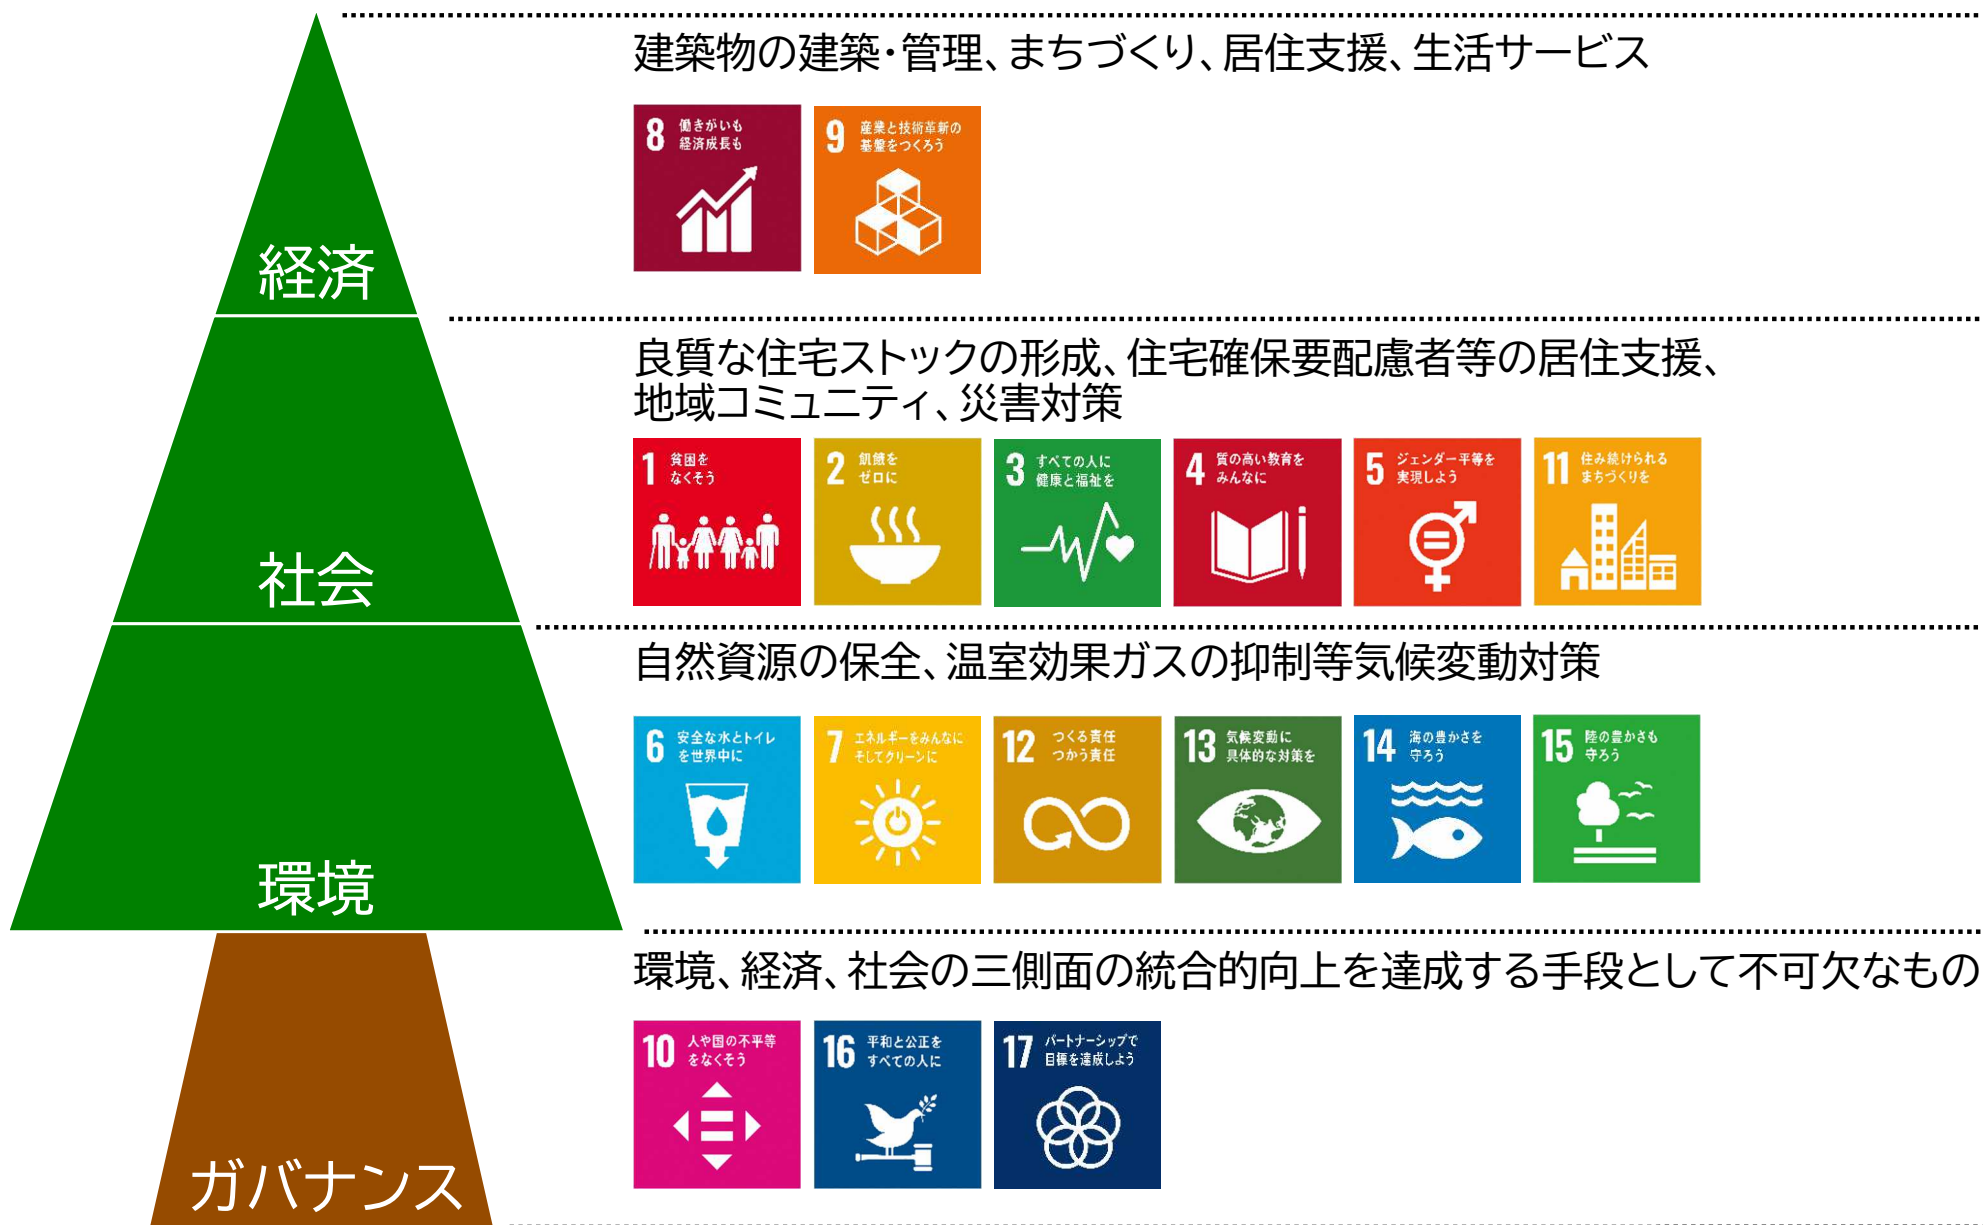 建築物の建築・管理、まちづくり、居住支援、生活サービス
8 働きがいも
経済成長も
9 産業と技術革新の
基盤をつくろう
経済
良質な住宅ストックの形成、住宅確保要配慮者等の居住支援、
地域コミュニティ、災害対策
1 貧困を
なくそう
2 飢餓を
ゼロに
3 すべての人に
健康と福祉を
4 質の高い教育を
みんなに
5 ジェンダー平等を
実現しよう
11 住み続けられる
まちづくりを
社会
自然資源の保全、温室効果ガスの抑制等気候変動対策
6 安全な水とトイレ
を世界中に
7 エネルギーをみんなに
そしてクリーンに
12 つくる責任
つかう責任
13 気候変動に
具体的な対策を
14 海の豊かさを
守ろう
15 陸の豊かさも
守ろう
環境
環境、経済、社会の三側面の統合的向上を達成する手段として不可欠なもの
10 人や国の不平等
をなくそう
16 平和と公正を
すべての人に
17 パートナーシップで
目標を達成しよう
ガバナンス